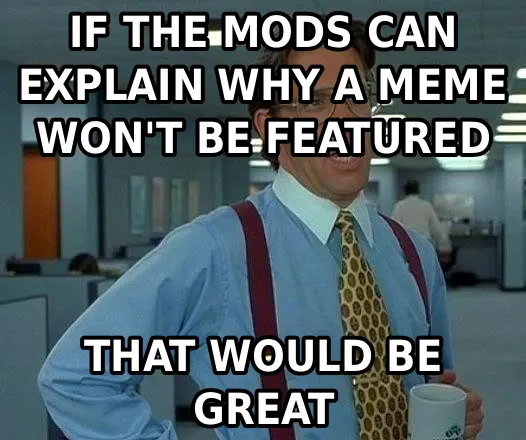 IF THE MODS CAN
EXPLAIN WHY A MEME
WON'T BE FEATURED
THAT WOULD BE
GREAT